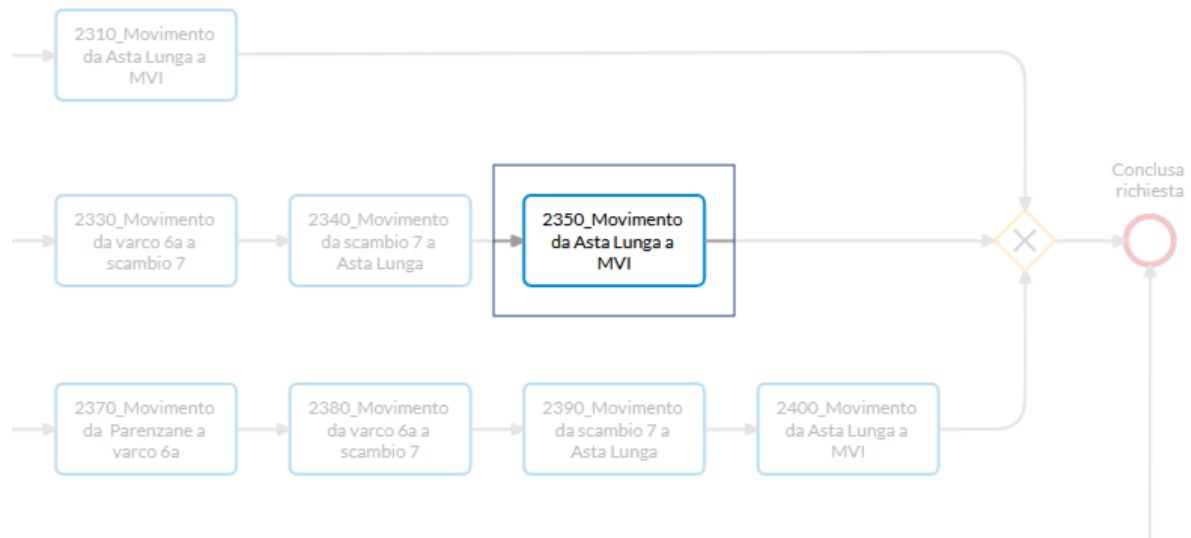 2310_Movimento
da Asta Lunga a
MVI
Conclusa
richiesta
2330_Movimento
da varco 6a a
scambio 7
2340_Movimento
da scambio 7 a
Asta Lunga
2350_Movimento
da Asta Lunga a
MVI
2370_Movimento
da Parenzane a
varco 6a
2380_Movimento
da varco 6a a
scambio 7
2390_Movimento
da scambio 7 a
Asta Lunga
2400_Movimento
da Asta Lunga a
MVI